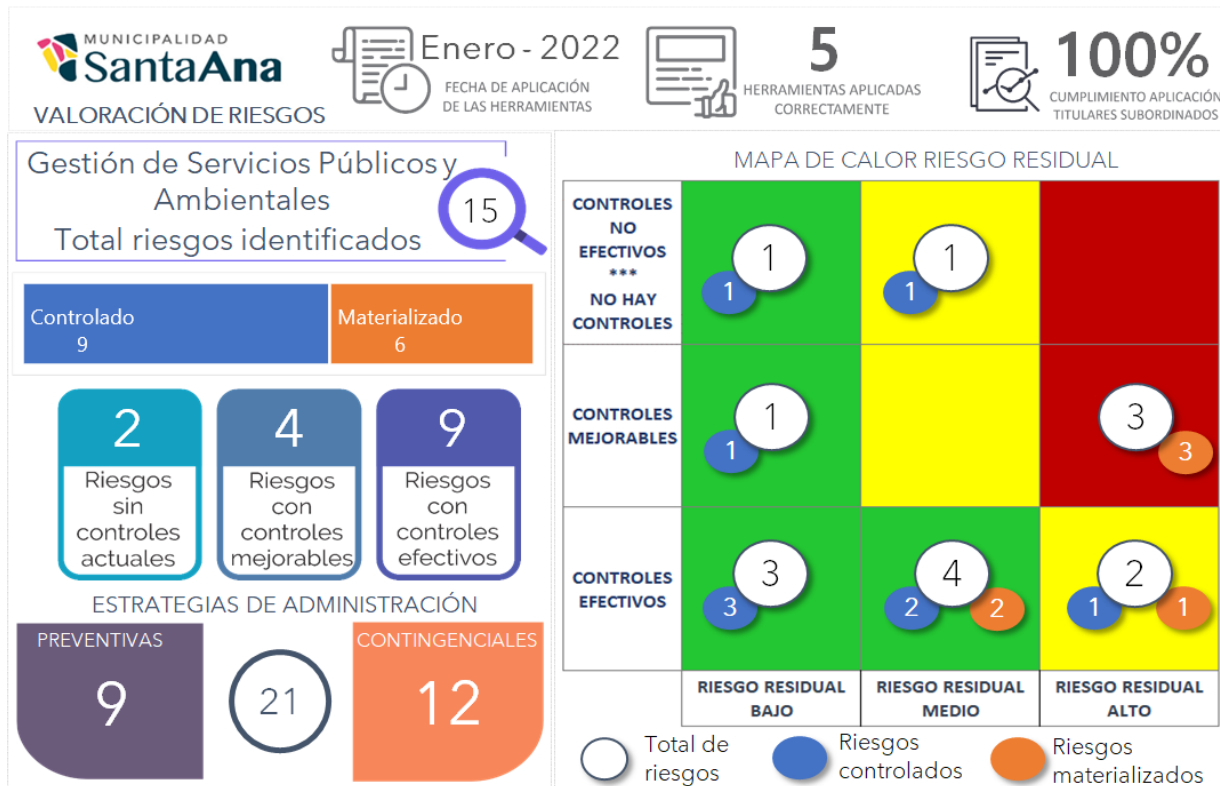 MUNICIPALIDAD
SantaAna
VALORACIÓN DE RIESGOS
Enero - 2022
FECHA DE APLICACIÓN
DE LAS HERRAMIENTAS
5
HERRAMIENTAS APLICADAS
CORRECTAMENTE
100%
CUMPLIMIENTO APLICACIÓN
TITULARES SUBORDINADOS
Gestión de Servicios Públicos y
Ambientales
Total riesgos identificados
15
Controlado
9
Materializado
6
2
Riesgos
sin
controles
actuales
4
Riesgos
con
controles
mejorables
9
Riesgos
con
controles
efectivos
ESTRATEGIAS DE ADMINISTRACIÓN
PREVENTIVAS
9
21
CONTINGENCIALES
12
MAPA DE CALOR RIESGO RESIDUAL
CONTROLES
NO
EFECTIVOS
***
NO HAY
CONTROLES
1
1
1
1
CONTROLES
MEJORABLES
1
1
3
3
CONTROLES
EFECTIVOS
3
3
4
2
2
2
1
1
RIESGO RESIDUAL
BAJO
RIESGO RESIDUAL
MEDIO
RIESGO RESIDUAL
ALTO
Total de
riesgos
Riesgos
controlados
Riesgos
materializados